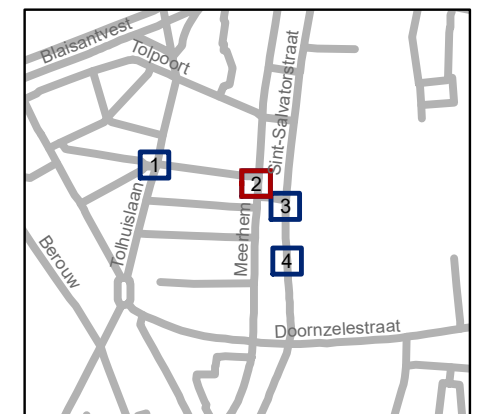 Blaisantvest
Tolpoort
Sint-Salvatorstraat
1
2
3
Tolhuislaan
Meerhem
4
Berouw
Doornzelestraat